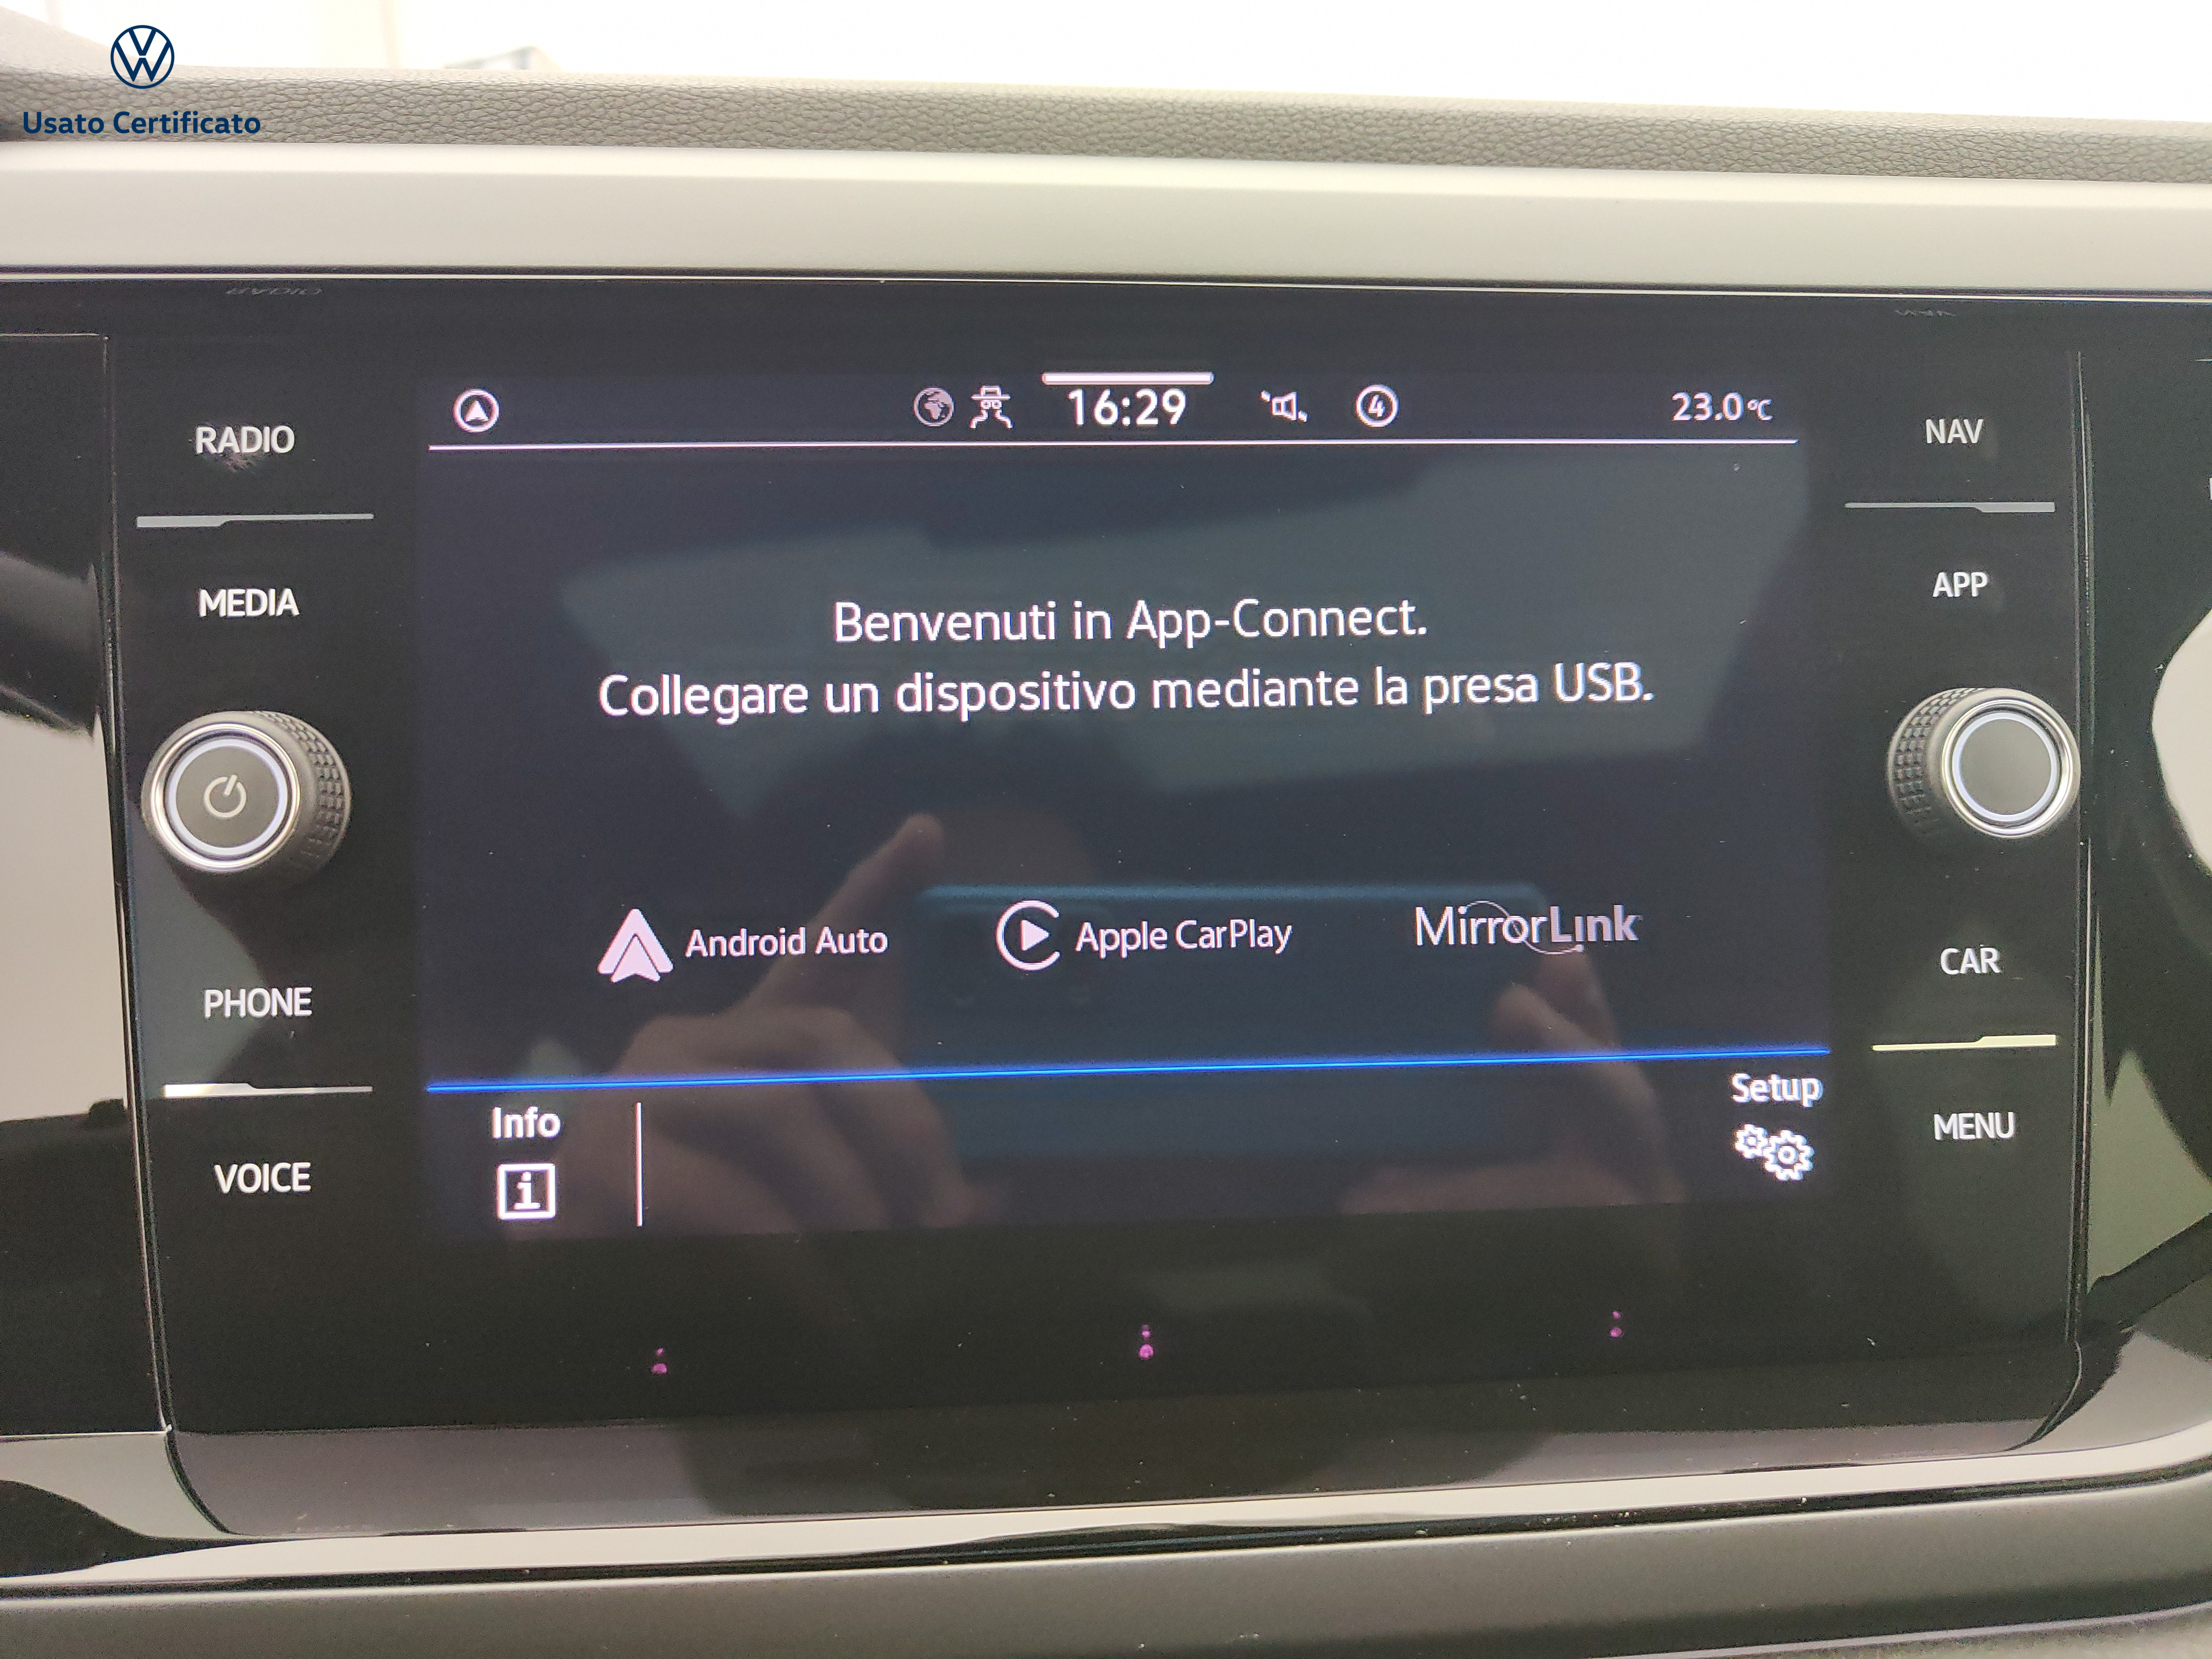 Usato Certificato
RADIO
MEDIA
PHONE
VOICE
16:29
4
23.0°C
Benvenuti in App-Connect.
Collegare un dispositivo mediante la presa USB.
Android Auto
Apple CarPlay
MirrorLink
Info
i
Setup
NAV
APP
CAR
MENU